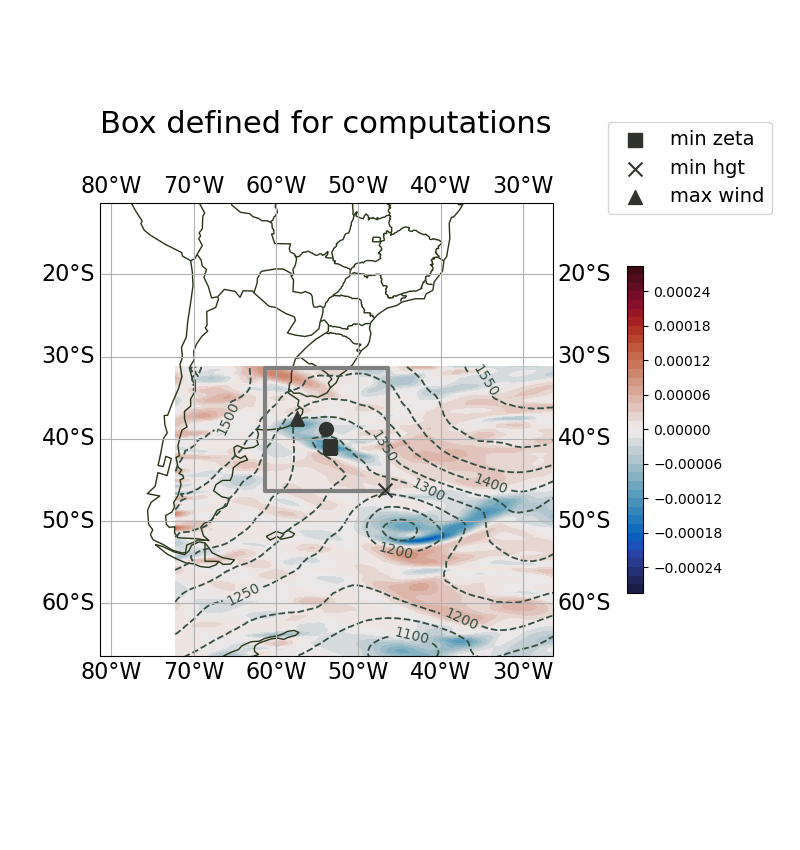 Box defined for computations
min zeta
min hgt
max wind
80°W 70°W 60°W 50°W 40°W 30°W
20°S 20°S
30°S 30°S
40°S 40°S
50°S 50°S
60°S 60°S
80°W 70°W 60°W 50°W 40°W 30°W
1550
1500
1350
1400
1300
1200
1250
1200
1100
0.00024
0.00018
0.00012
0.00006
0.00000
−0.00006
−0.00012
−0.00018
−0.00024